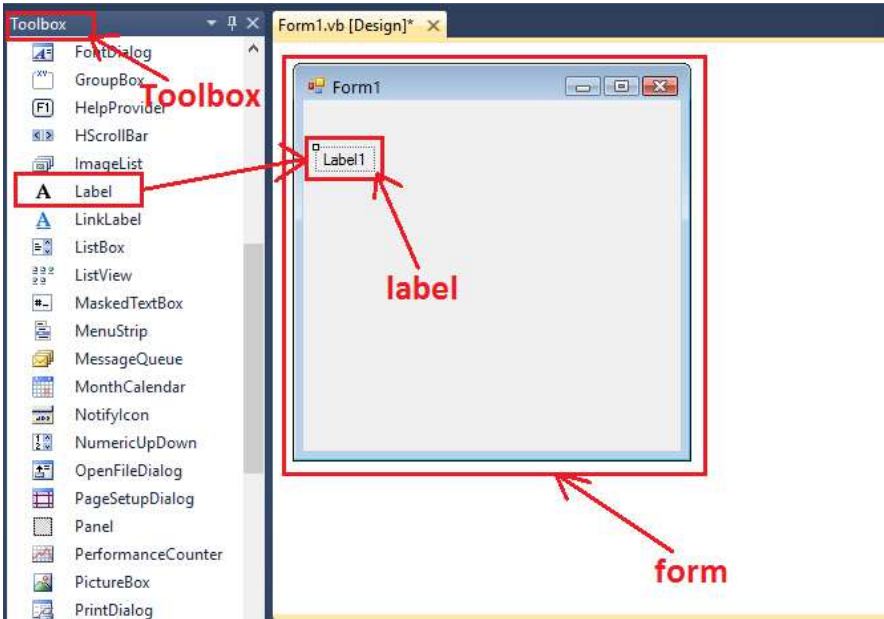 Toolbox
Form1.vb [Design]*
FontDialog
GroupBox
Toolbox
HelpProvider
HScrollBar
ImageList
Label
LinkLabel
ListBox
ListView
MaskedTextBox
MenuStrip
MessageQueue
MonthCalendar
NotifyIcon
NumericUpDown
OpenFileDialog
PageSetupDialog
Panel
PerformanceCounter
PictureBox
PrintDialog
Form1
Label1
label
form